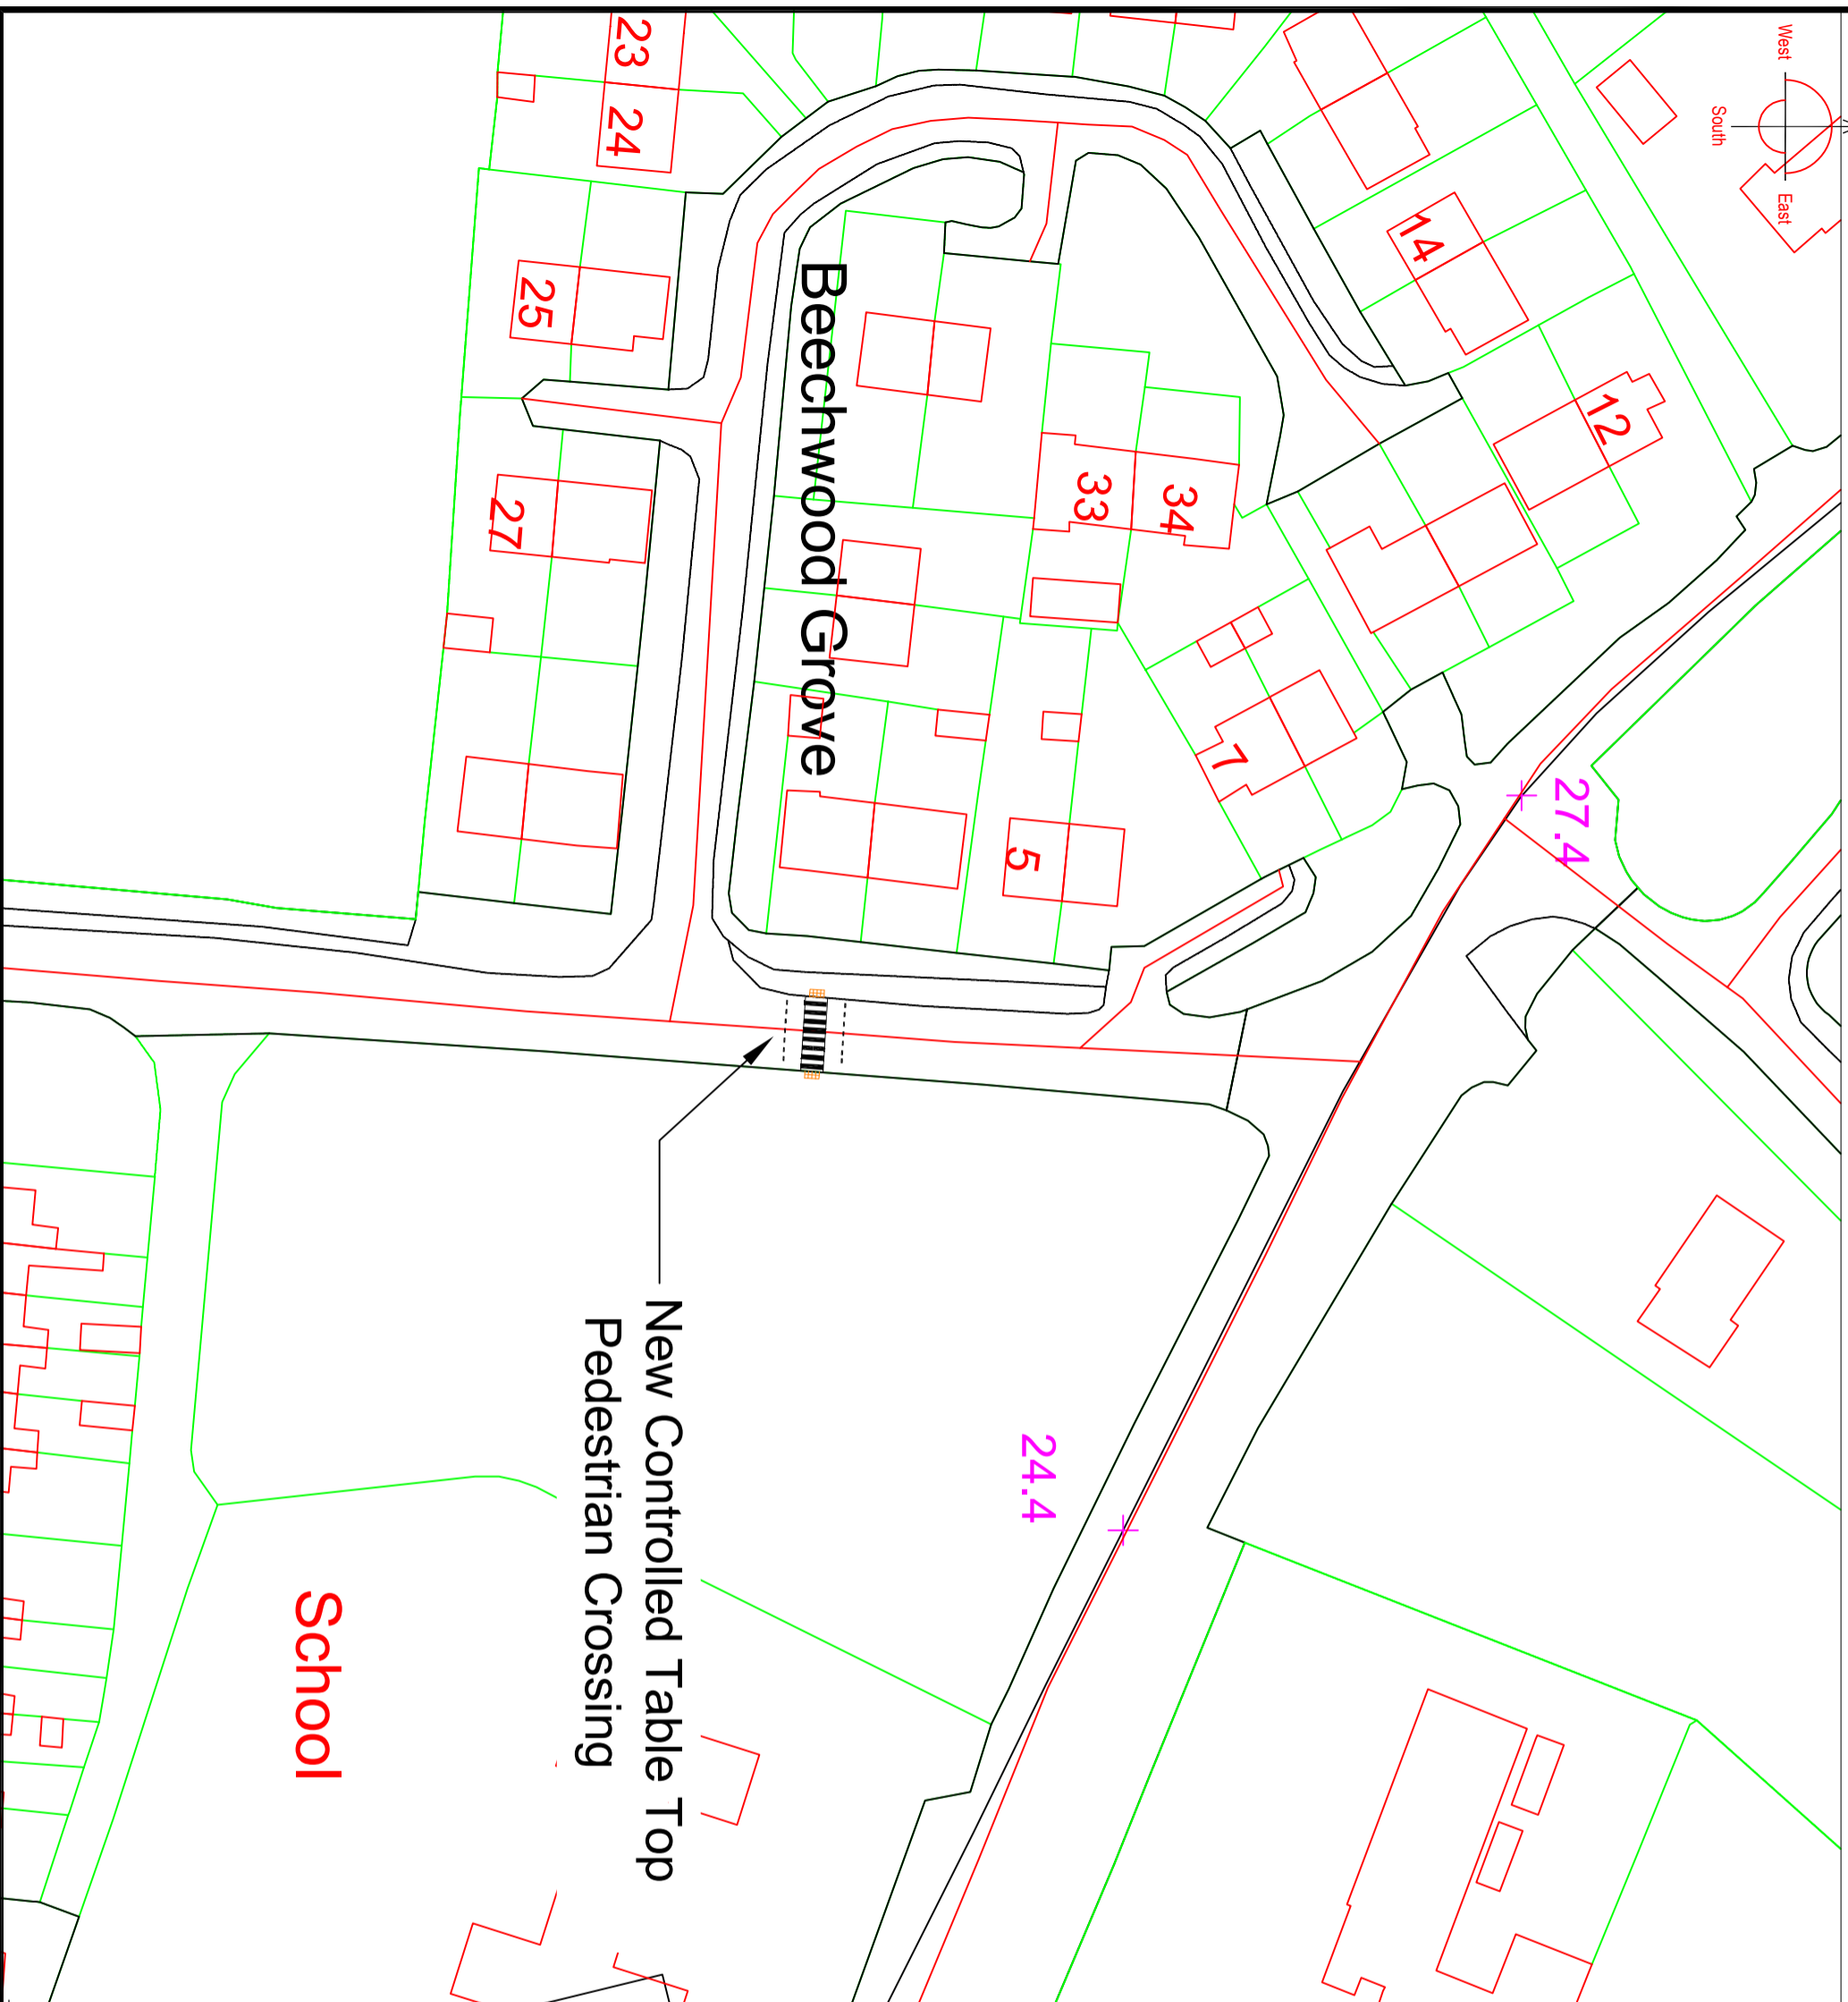 West
South
East
23
24
25
27
Beechwood Grove
33
34
14
12
7
5
27.4
24.4
New Controlled Table Top
Pedestrian Crossing
School